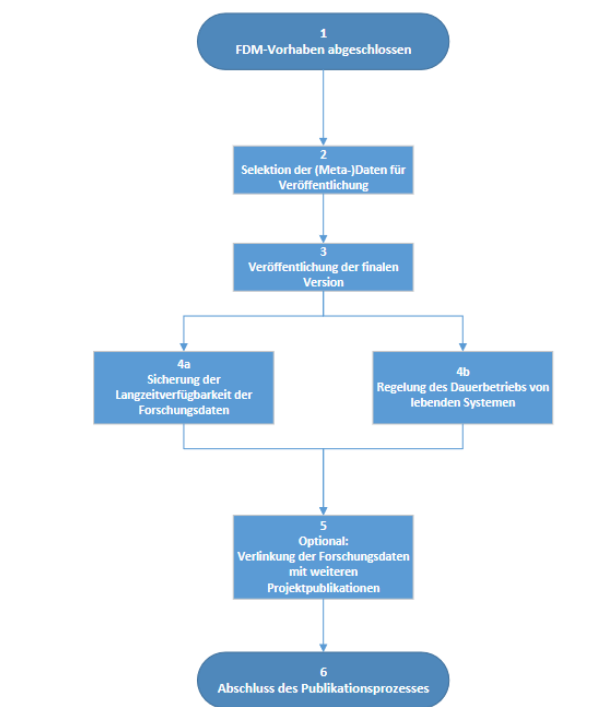 1
FDM-Vorhaben abgeschlossen
2
Selektion der (Meta-)Daten für
Veröffentlichung
3
Veröffentlichung der finalen
Version
4a
Sicherung der
Langzeitverfügbarkeit der
Forschungsdaten
4b
Regelung des Dauerbetriebs von
lebenden Systemen
5
Optional:
Verlinkung der Forschungsdaten
mit weiteren
Projektpublikationen
6
Abschluss des Publikationsprozesses